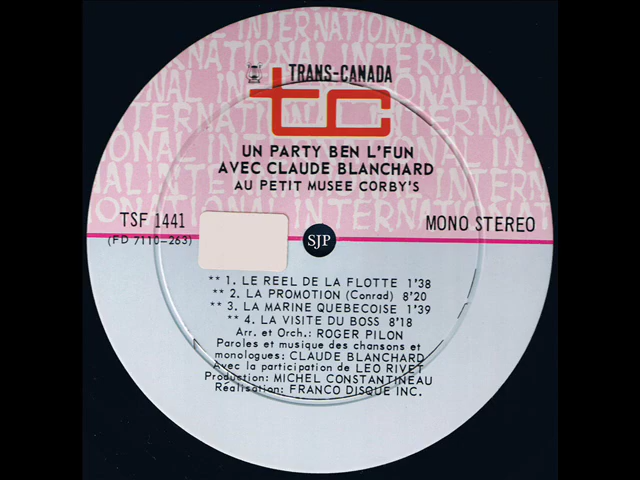 TRANS-CANADA
tc
UN PARTY BEN L'FUN
AVEC CLAUDE BLANCHARD
AU PETIT MUSEE CORBY'S
TSF 1441
MONO STEREO
(FD 7110-263)
SJP
** 1. LE REEL DE LA FLOTTE 1'38
** 2. LA PROMOTION (Conrad) 8'20
** 3. LA MARINE QUEBECOISE 1'39
** 4. LA VISITE DU BOSS 8'18
Arr. et Orch.: ROGER PILON
Paroles et musique des chansons et
monologues: CLAUDE BLANCHARD
Avec la participation de LEO RIVET
Production: MICHEL CONSTANTINEAU
Réalisation: FRANCO DISQUE INC.
INTERNATIONAL INTERNATIONAL